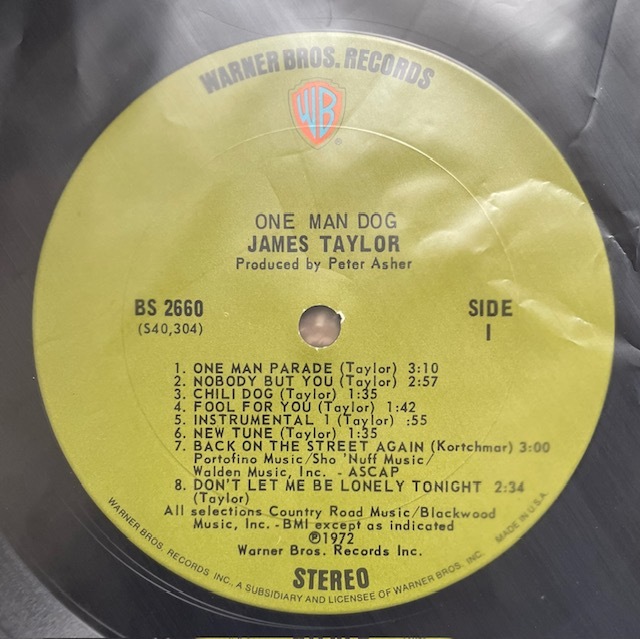 WARNER BROS. RECORDS
WB
®
ONE MAN DOG
JAMES TAYLOR
Produced by Peter Asher
BS 2660
(S40,304)
SIDE
1
1. ONE MAN PARADE (Taylor) 3:10
2. NOBODY BUT YOU (Taylor) 2:57
3. CHILI DOG (Taylor) 1:35
4. FOOL FOR YOU (Taylor) 1:42
5. INSTRUMENTAL 1 (Taylor) :55
6. NEW TUNE (Taylor) 1:35
7. BACK ON THE STREET AGAIN (Kortchmar) 3:00
Portofino Music/Sho 'Nuff Music/
Walden Music, Inc. - ASCAP
8. DON'T LET ME BE LONELY TONIGHT 2:34
(Taylor)
All selections Country Road Music/Blackwood
Music, Inc. - BMI except as indicated
℗1972
Warner Bros. Records Inc.
STEREO
WARNER BROS. RECORDS INC., A SUBSIDIARY AND LICENSEE OF WARNER BROS. INC. MADE IN U.S.A.